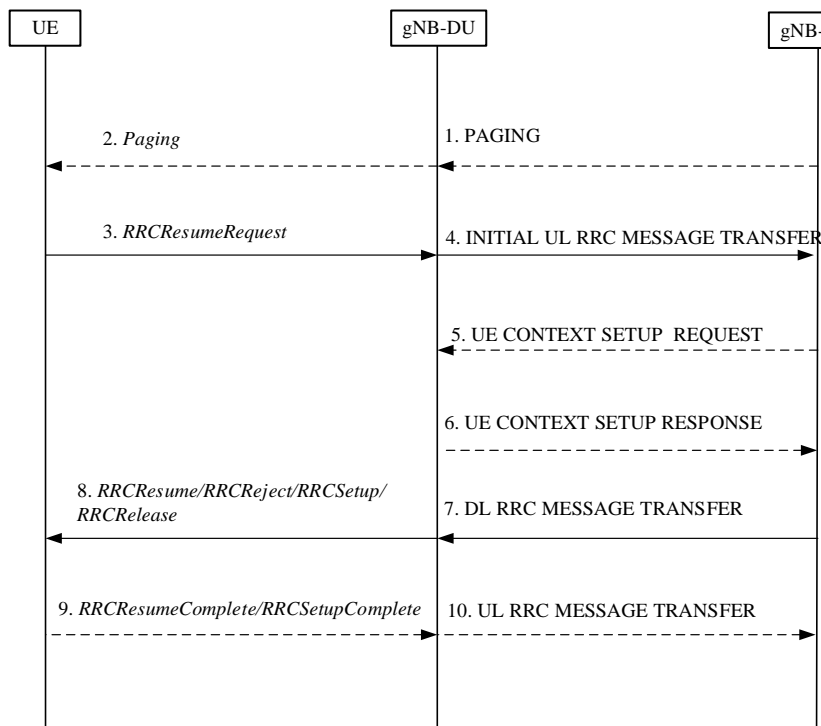 UE
gNB-DU
gNB-
2. Paging
1. PAGING
3. RRCResumeRequest
4. INITIAL UL RRC MESSAGE TRANSFER
5. UE CONTEXT SETUP REQUEST
6. UE CONTEXT SETUP RESPONSE
8. RRCResume/RRCReject/RRCSetup/
RRCRelease
7. DL RRC MESSAGE TRANSFER
9. RRCResumeComplete/RRCSetupComplete
10. UL RRC MESSAGE TRANSFER